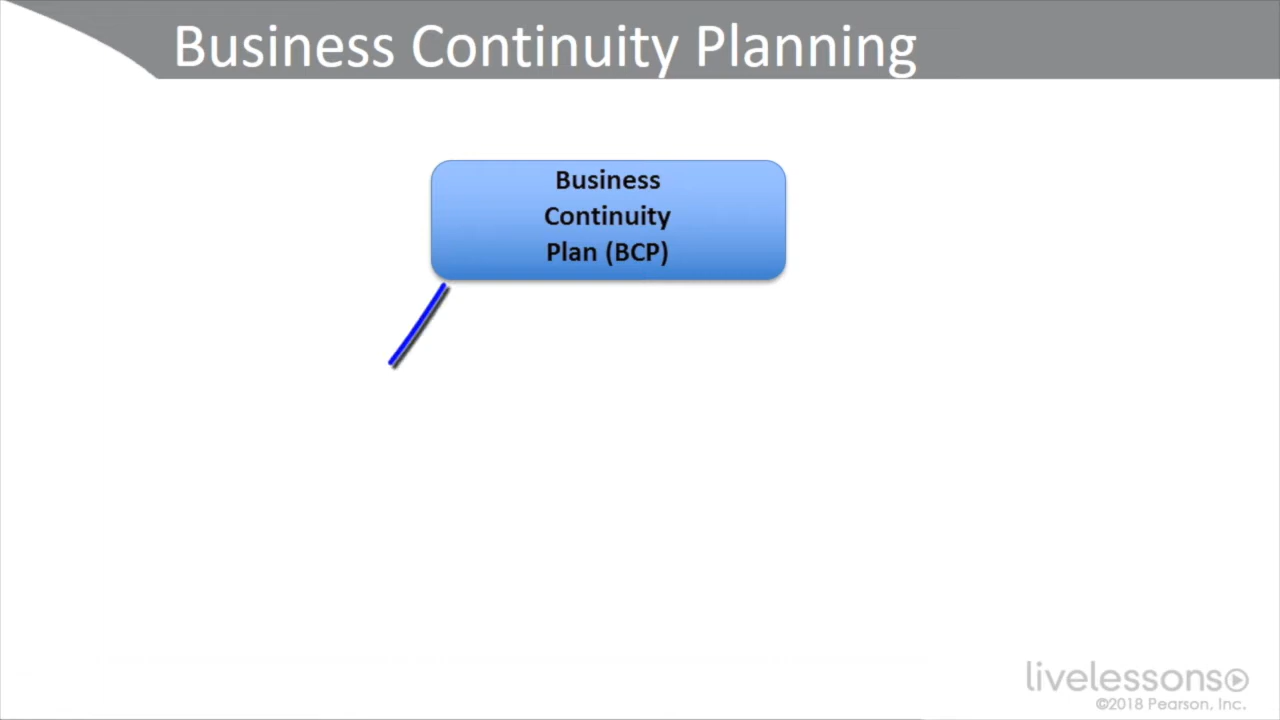 Business Continuity Planning
Business
Continuity
Plan (BCP)
livelessons
©2018 Pearson, Inc.